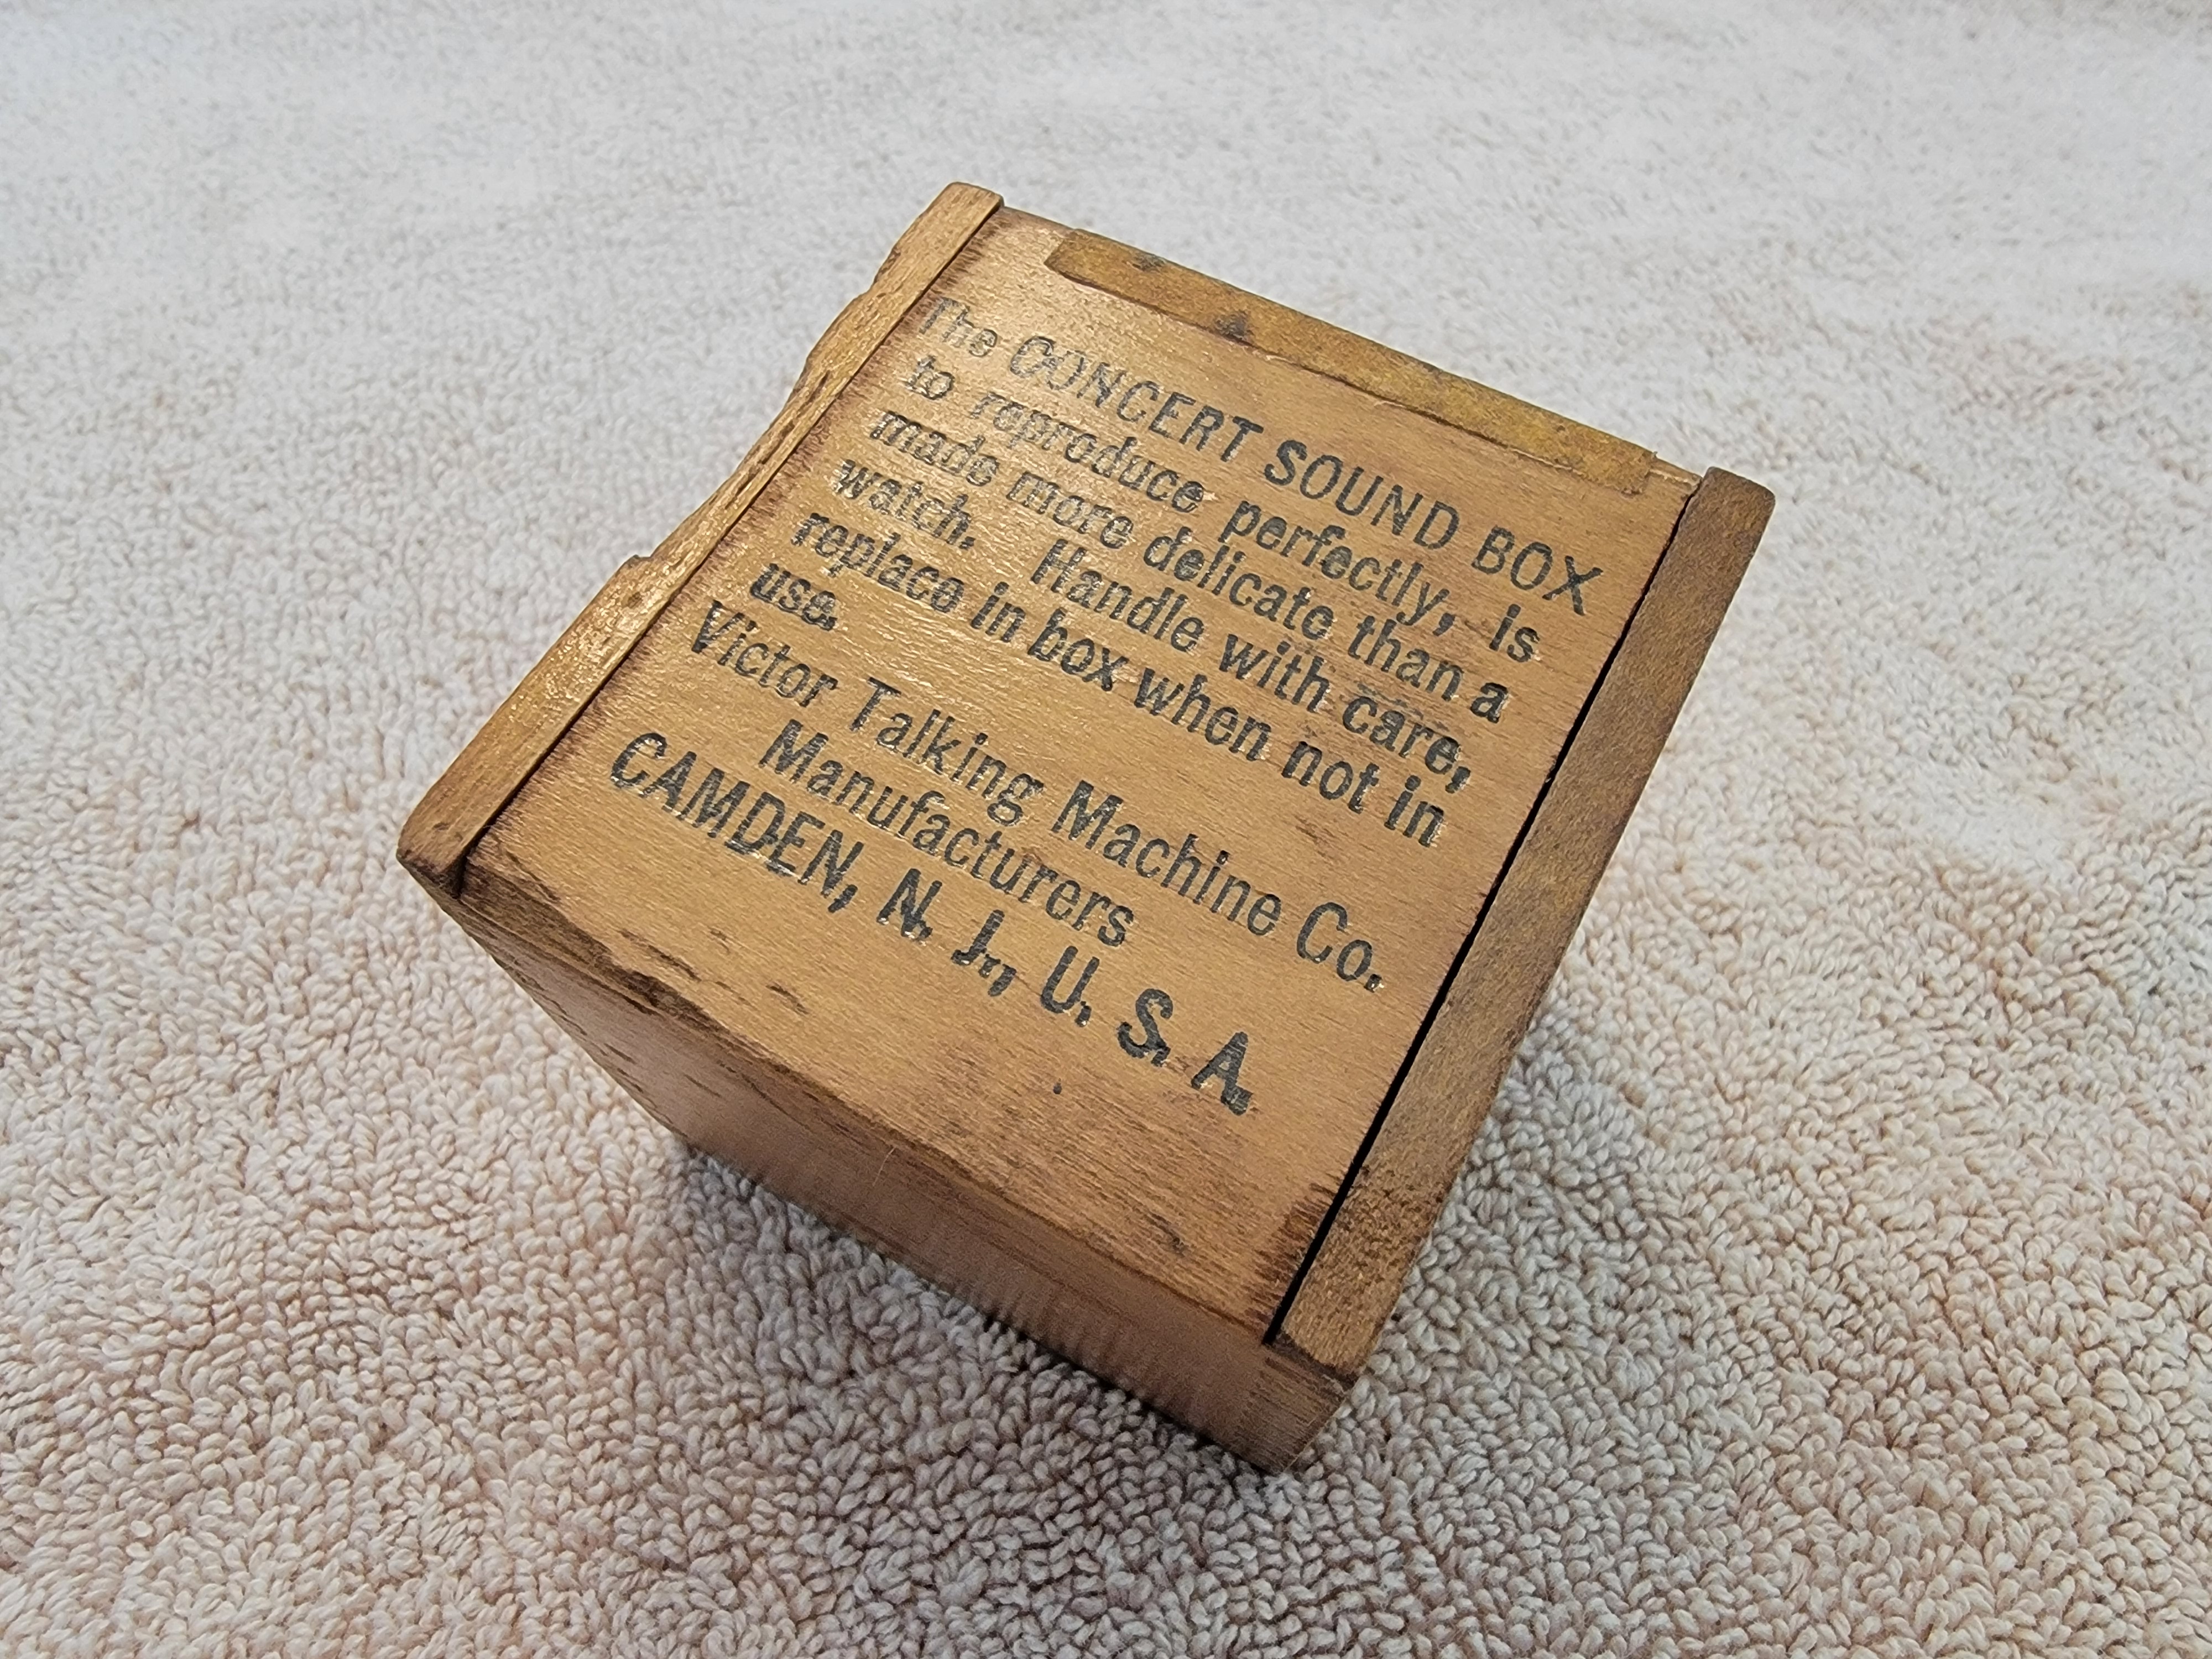 The CONCERT SOUND BOX
to reproduce perfectly, is
made more delicate than a
watch. Handle with care,
replace in box when not in
use.
Victor Talking Machine Co.
Manufacturers
CAMDEN, N. J., U. S. A.